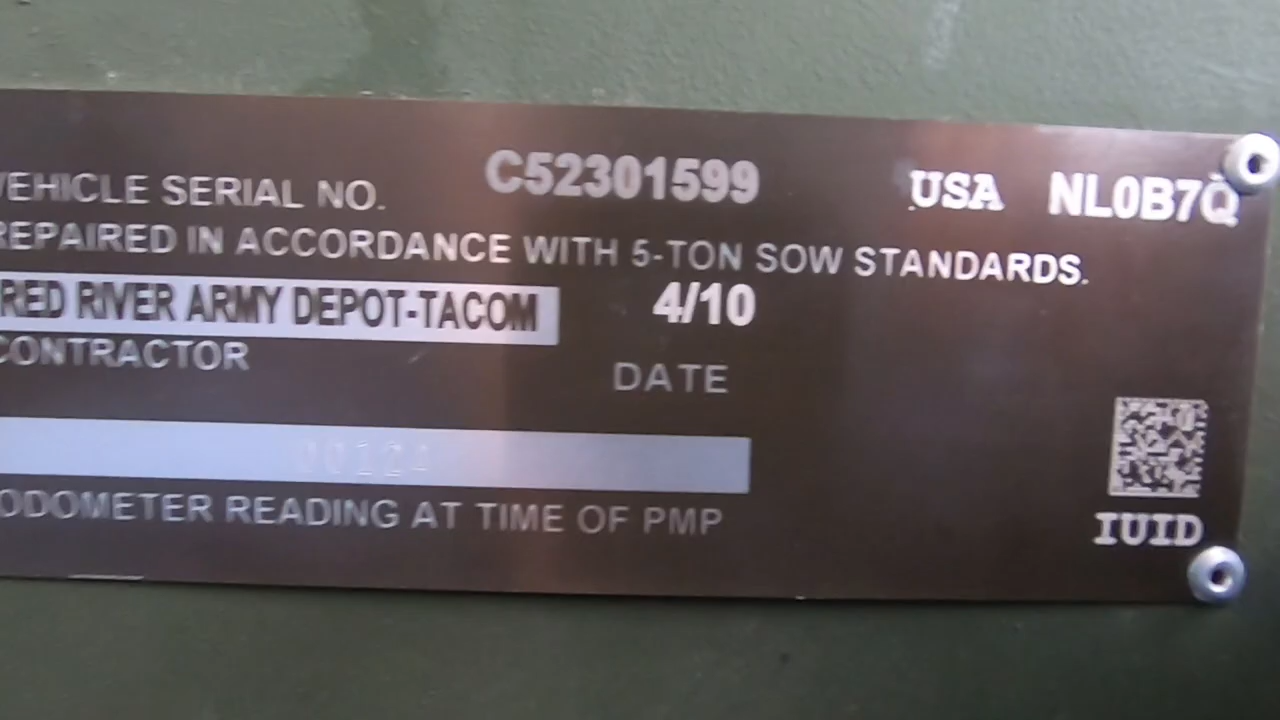 VEHICLE SERIAL NO. C52301599 USA NL0B7Q
REPAIRED IN ACCORDANCE WITH 5-TON SOW STANDARDS.
RED RIVER ARMY DEPOT-TACOM 4/10
CONTRACTOR DATE
ODOMETER READING AT TIME OF PMP
IUID